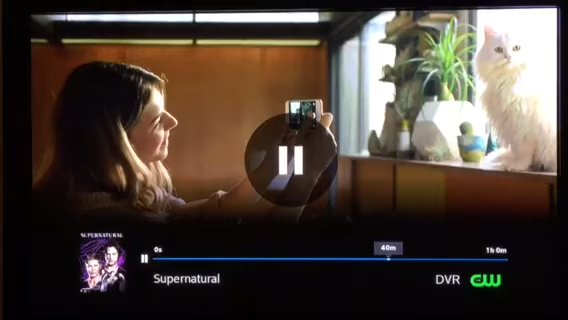 SUPERNATURAL
0s
40m
1h 0m
Supernatural
DVR CW